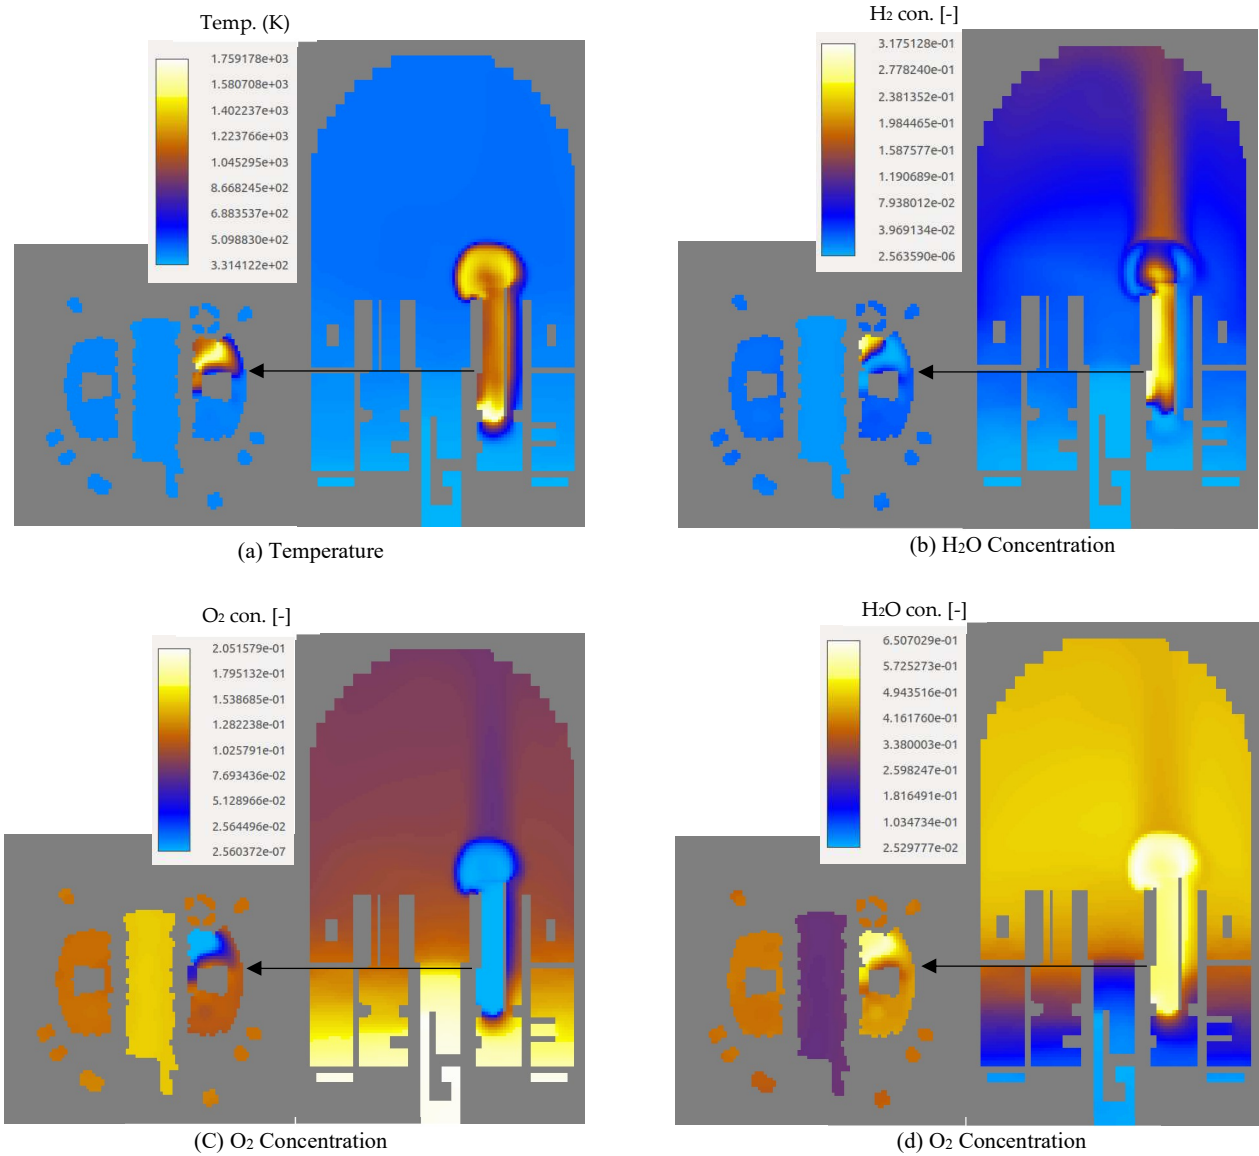 Temp. (K)
1.759178e+03
1.580708e+03
1.402237e+03
1.223766e+03
1.045295e+03
8.668245e+02
6.883537e+02
5.098830e+02
3.314122e+02
(a) Temperature
H₂ con. [-]
3.175128e-01
2.778240e-01
2.381352e-01
1.984465e-01
1.587577e-01
1.190689e-01
7.938012e-02
3.969134e-02
2.563590e-06
(b) H₂O Concentration
O₂ con. [-]
2.051579e-01
1.795132e-01
1.538685e-01
1.282238e-01
1.025791e-01
7.693436e-02
5.128966e-02
2.564496e-02
2.560372e-07
(C) O₂ Concentration
H₂O con. [-]
6.507029e-01
5.725273e-01
4.943516e-01
4.161760e-01
3.380003e-01
2.598247e-01
1.816491e-01
1.034734e-01
2.529777e-02
(d) O₂ Concentration